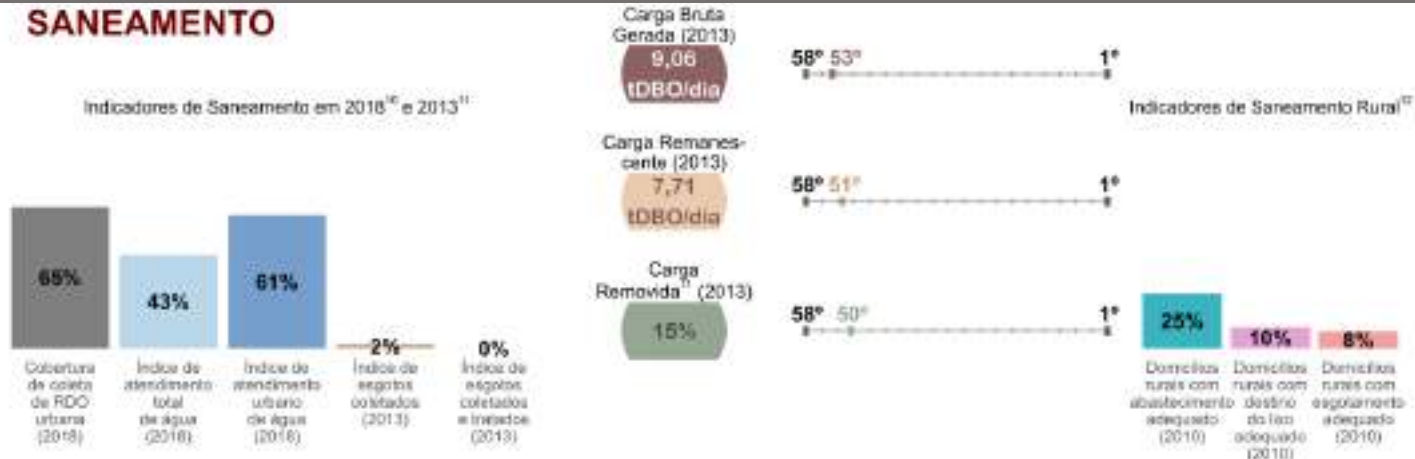 SANEAMENTO
Indicadores de Saneamento em 2018¹⁰ e 2013¹¹
65%
43%
61%
2%
0%
Cobertura
de coleta
de RDO
urbana
(2018)
Índice de
atendimento
total
de água
(2018)
Índice de
atendimento
urbano
de água
(2018)
Índice de
esgotos
coletados
(2013)
Índice de
esgotos
coletados
e tratados
(2013)
Carga Bruta
Gerada (2013)
9,06
tDBO/dia
58º 53º 1º
Carga Remanes-
cente (2013)
7,71
tDBO/dia
58º 51º 1º
Carga
Removida¹¹ (2013)
15%
58º 50º 1º
Indicadores de Saneamento Rural¹²
25%
10%
8%
Domicílios
rurais com
abastecimento
adequado
(2010)
Domicílios
rurais com
destino
do lixo
adequado
(2010)
Domicílios
rurais com
esgotamento
adequado
(2010)